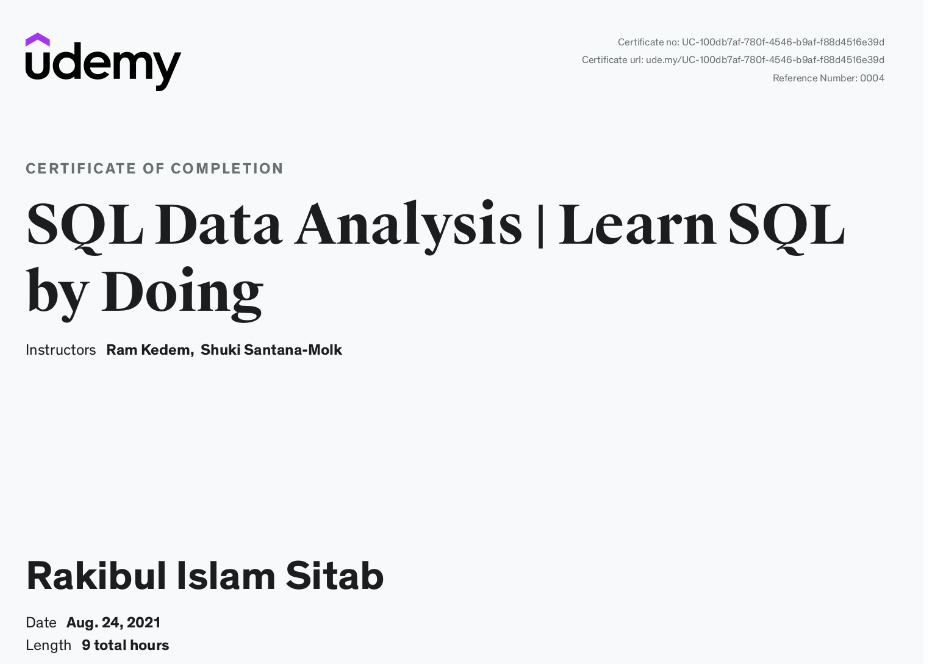 udemy
Certificate no: UC-100db7af-780f-4546-b9af-f88d4516e39d
Certificate url: ude.my/UC-100db7af-780f-4546-b9af-f88d4516e39d
Reference Number: 0004
CERTIFICATE OF COMPLETION
SQL Data Analysis | Learn SQL
by Doing
Instructors Ram Kedem, Shuki Santana-Molk
Rakibul Islam Sitab
Date Aug. 24, 2021
Length 9 total hours